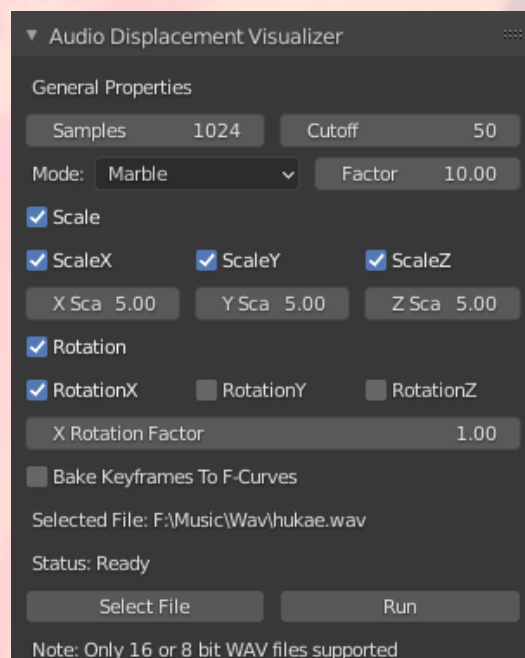 Audio Displacement Visualizer
General Properties
Samples 1024 Cutoff 50
Mode: Marble Factor 10.00
Scale
ScaleX ScaleY ScaleZ
X Sca 5.00 Y Sca 5.00 Z Sca 5.00
Rotation
RotationX RotationY RotationZ
X Rotation Factor 1.00
Bake Keyframes To F-Curves
Selected File: F:\Music\Wav\hukae.wav
Status: Ready
Select File Run
Note: Only 16 or 8 bit WAV files supported